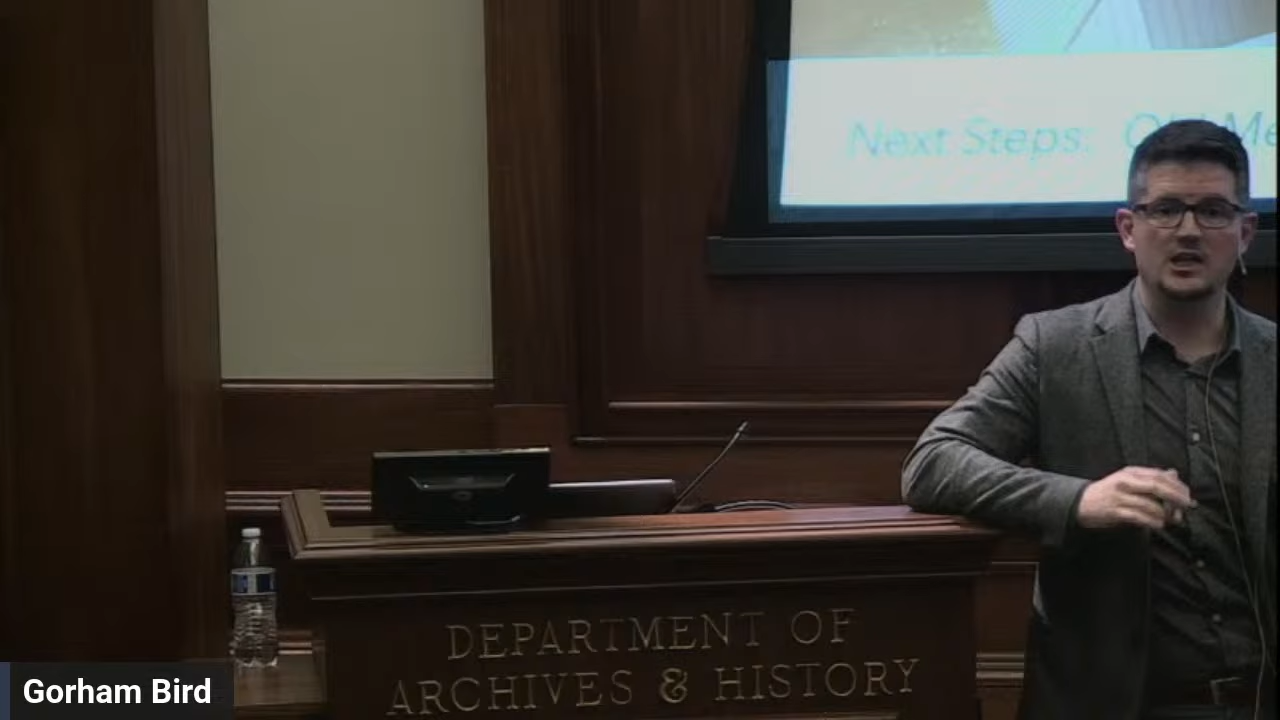 Next Steps:
DEPARTMENT OF
ARCHIVES & HISTORY
Gorham Bird